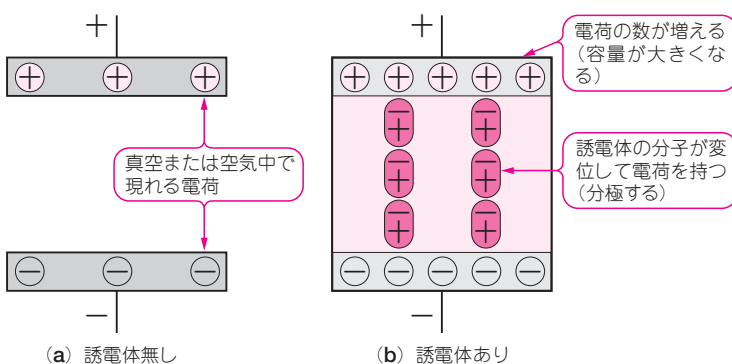 +
+
電荷の数が増える
(容量が大きくな
る)
+ + +
+ + + + +
真空または空気中で
現れる電荷
− −
+ +
− −
+ +
− −
+ +
誘電体の分子が変
位して電荷を持つ
(分極する)
− − −
− − − − −
−
−
(a) 誘電体無し
(b) 誘電体あり